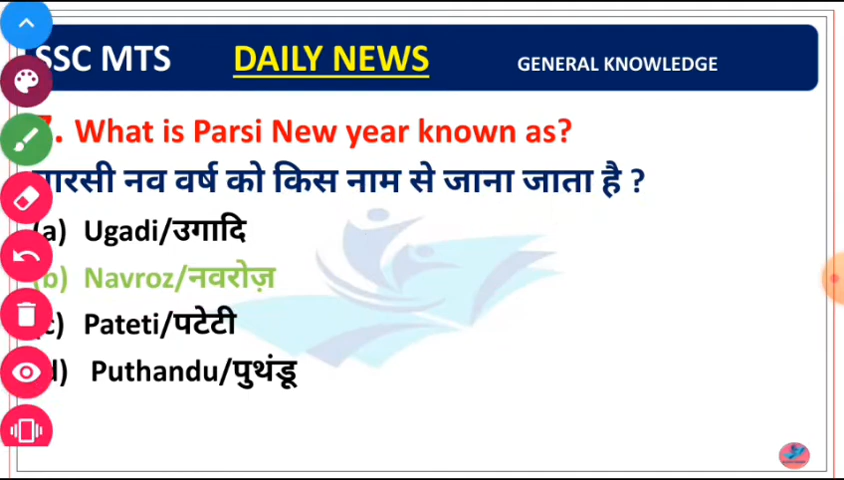 SSC MTS DAILY NEWS GENERAL KNOWLEDGE
What is Parsi New year known as?
नव वर्ष को किस नाम से जाना जाता है ?
(a) Ugadi/उगादि
(b) Navroz/नवरोज़
(c) Pateti/पटेटी
(d) Puthandu/पुथंडू